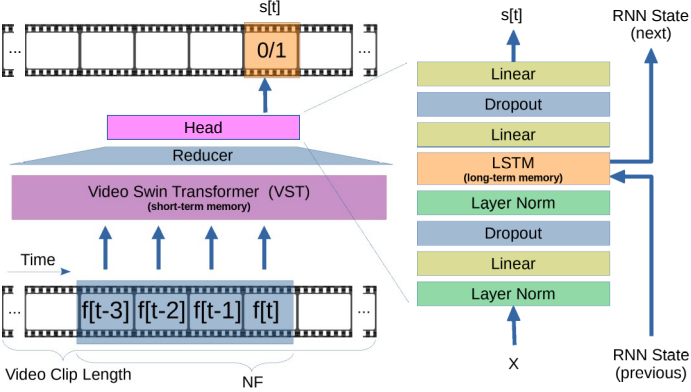 s[t]
... 0/1 ...
Head
Reducer
Video Swin Transformer (VST)
(short-term memory)
Time
... f[t-3] f[t-2] f[t-1] f[t] ...
Video Clip Length
NF
s[t]
RNN State
(next)
Linear
Dropout
Linear
LSTM
(long-term memory)
Layer Norm
Dropout
Linear
Layer Norm
X
RNN State
(previous)